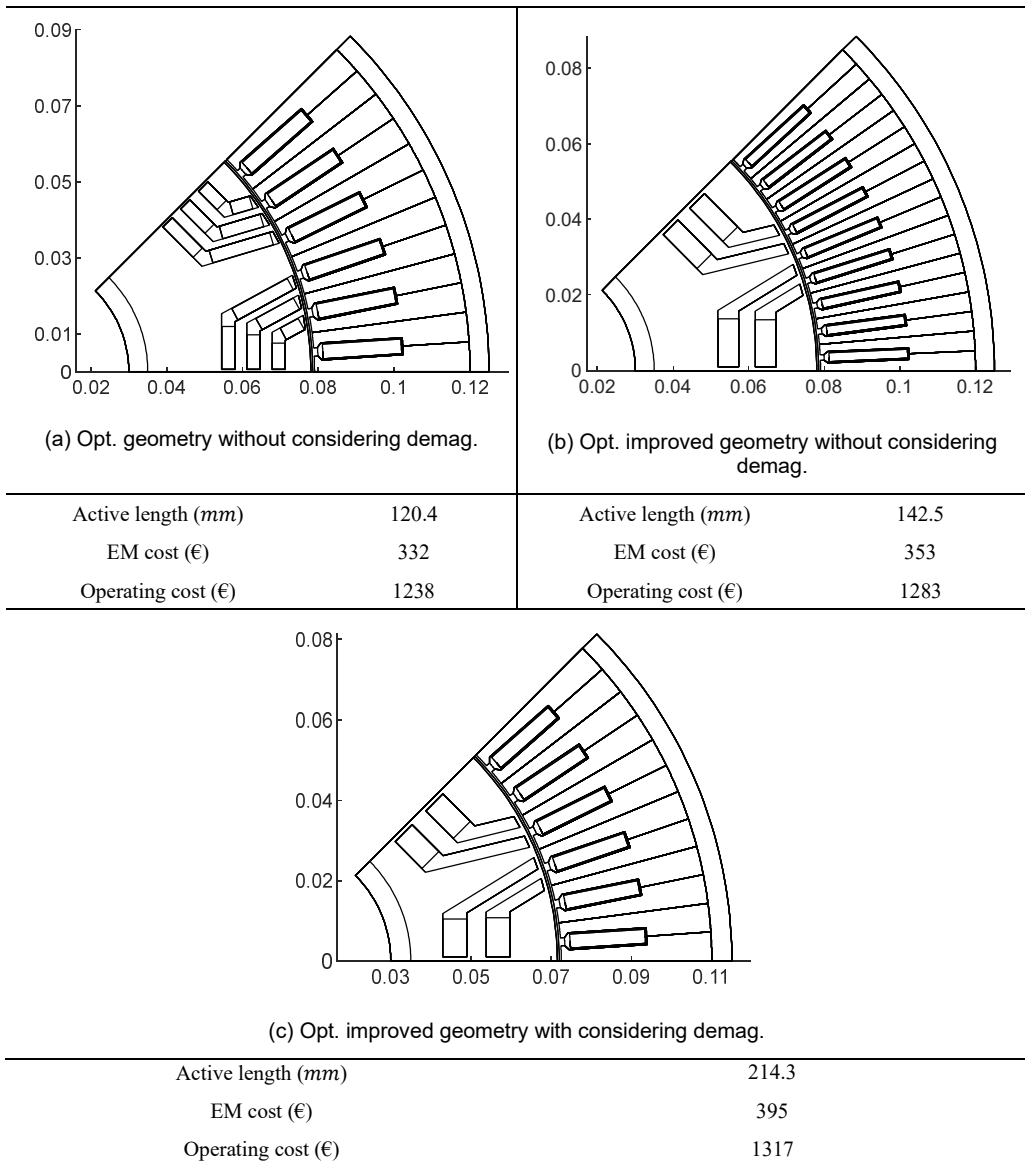 0.09
0.07
0.05
0.03
0.01
0
0.02 0.04 0.06 0.08 0.1 0.12
(a) Opt. geometry without considering demag.
0.08
0.06
0.04
0.02
0
0.02 0.04 0.06 0.08 0.1 0.12
(b) Opt. improved geometry without considering
demag.
Active length (mm) 120.4
EM cost (€) 332
Operating cost (€) 1238
Active length (mm) 142.5
EM cost (€) 353
Operating cost (€) 1283
0.08
0.06
0.04
0.02
0
0.03 0.05 0.07 0.09 0.11
(c) Opt. improved geometry with considering demag.
Active length (mm) 214.3
EM cost (€) 395
Operating cost (€) 1317